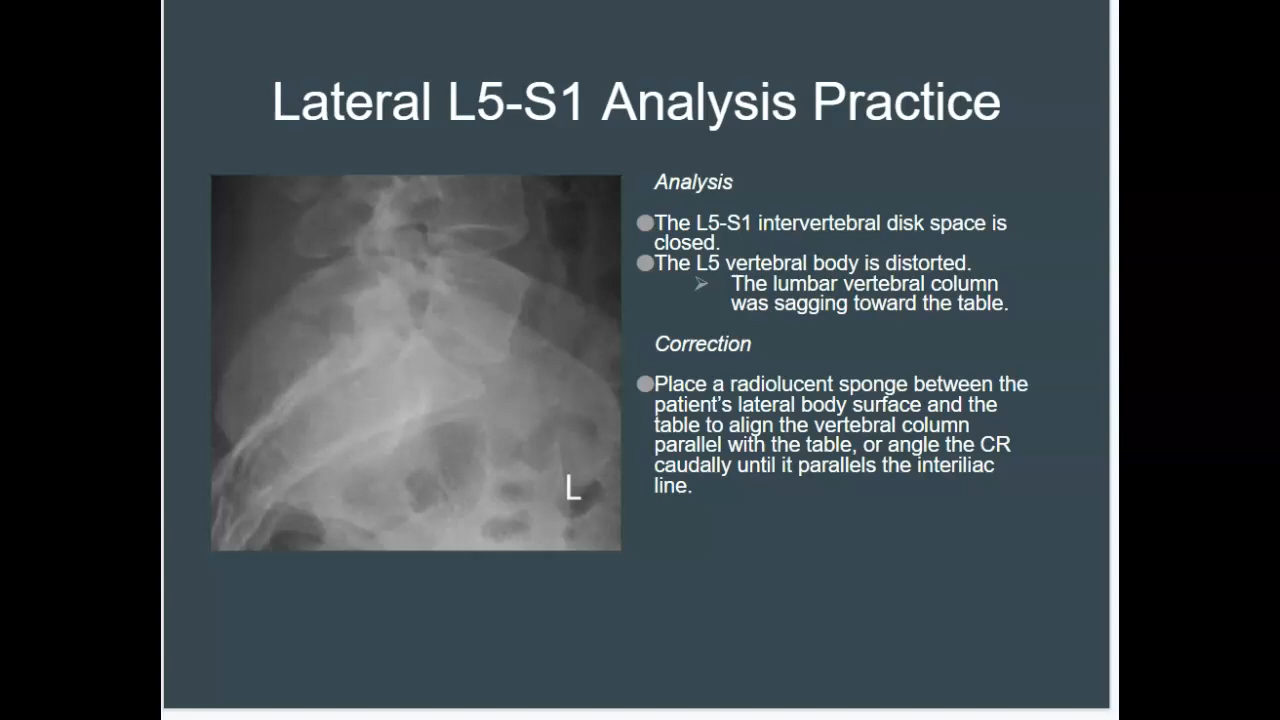 Lateral L5-S1 Analysis Practice
Analysis
The L5-S1 intervertebral disk space is
closed.
The L5 vertebral body is distorted.
The lumbar vertebral column
was sagging toward the table.
Correction
Place a radiolucent sponge between the
patient's lateral body surface and the
table to align the vertebral column
parallel with the table, or angle the CR
caudally until it parallels the interiliac
line.
L